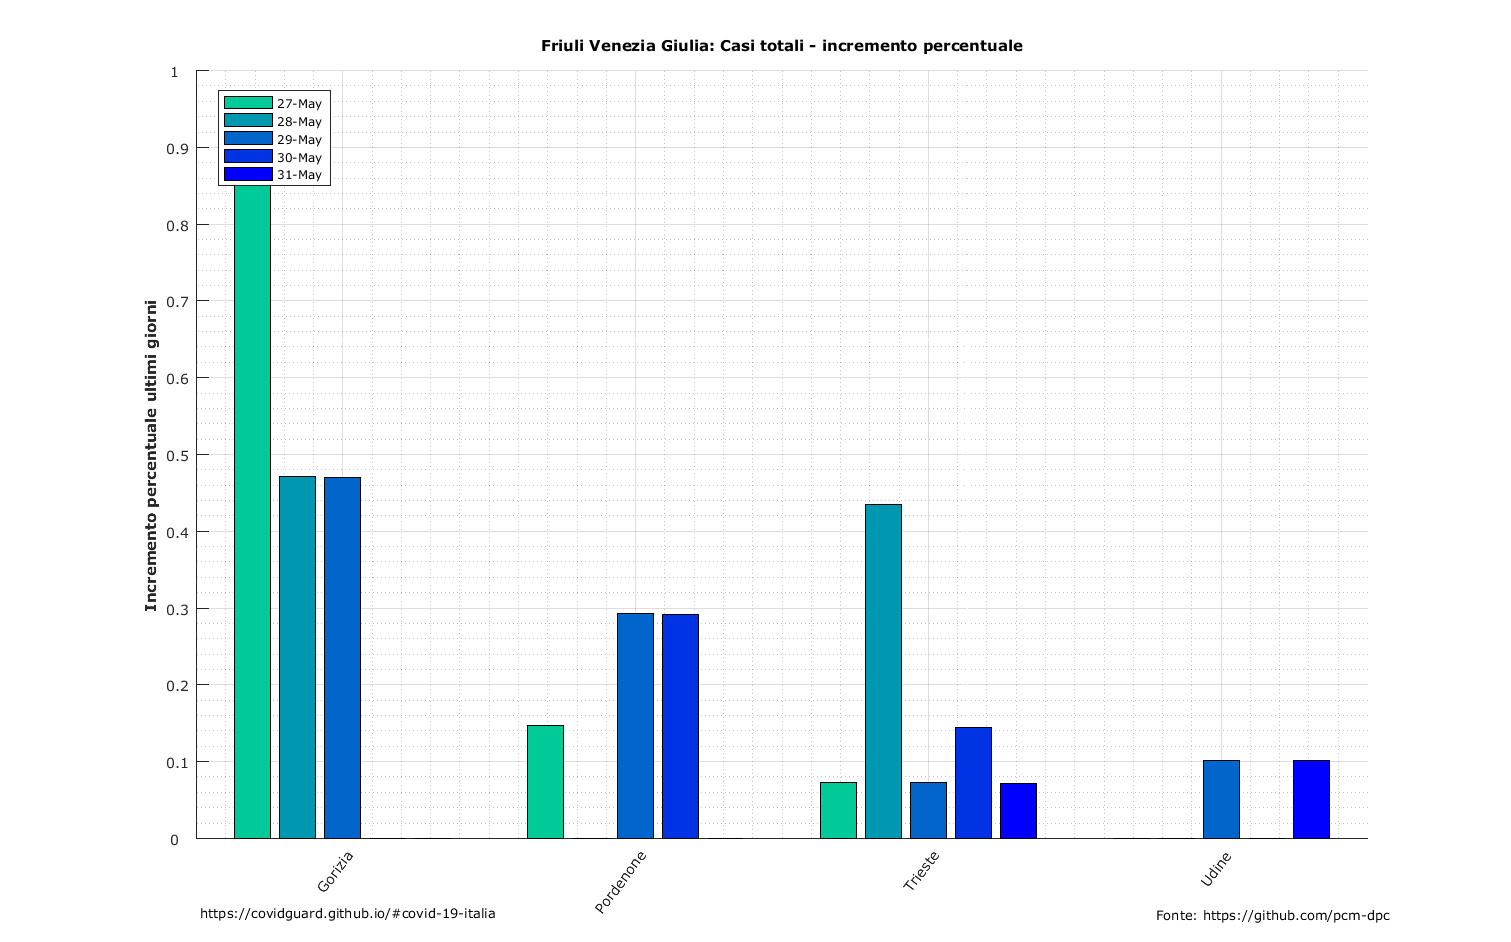 Friuli Venezia Giulia: Casi totali - incremento percentuale
1
0.9
0.8
0.7
0.6
0.5
0.4
0.3
0.2
0.1
0
Incremento percentuale ultimi giorni
27-May
28-May
29-May
30-May
31-May
Gorizia
Pordenone
Trieste
Udine
https://covidguard.github.io/#covid-19-italia
Fonte: https://github.com/pcm-dpc